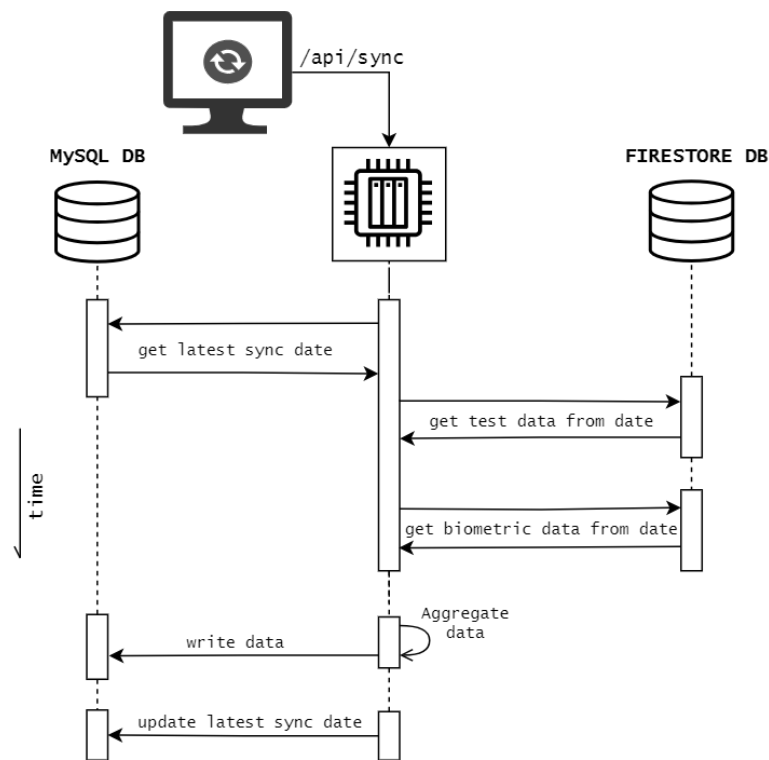 /api/sync
MySQL DB
FIRESTORE DB
get latest sync date
get test data from date
time
get biometric data from date
Aggregate
data
write data
update latest sync date